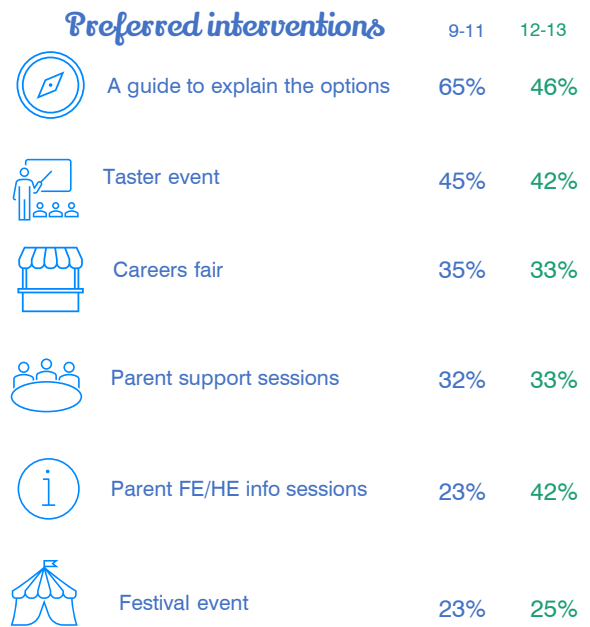 Preferred interventions 9-11 12-13
A guide to explain the options 65% 46%
Taster event 45% 42%
Careers fair 35% 33%
Parent support sessions 32% 33%
i
Parent FE/HE info sessions 23% 42%
Festival event 23% 25%